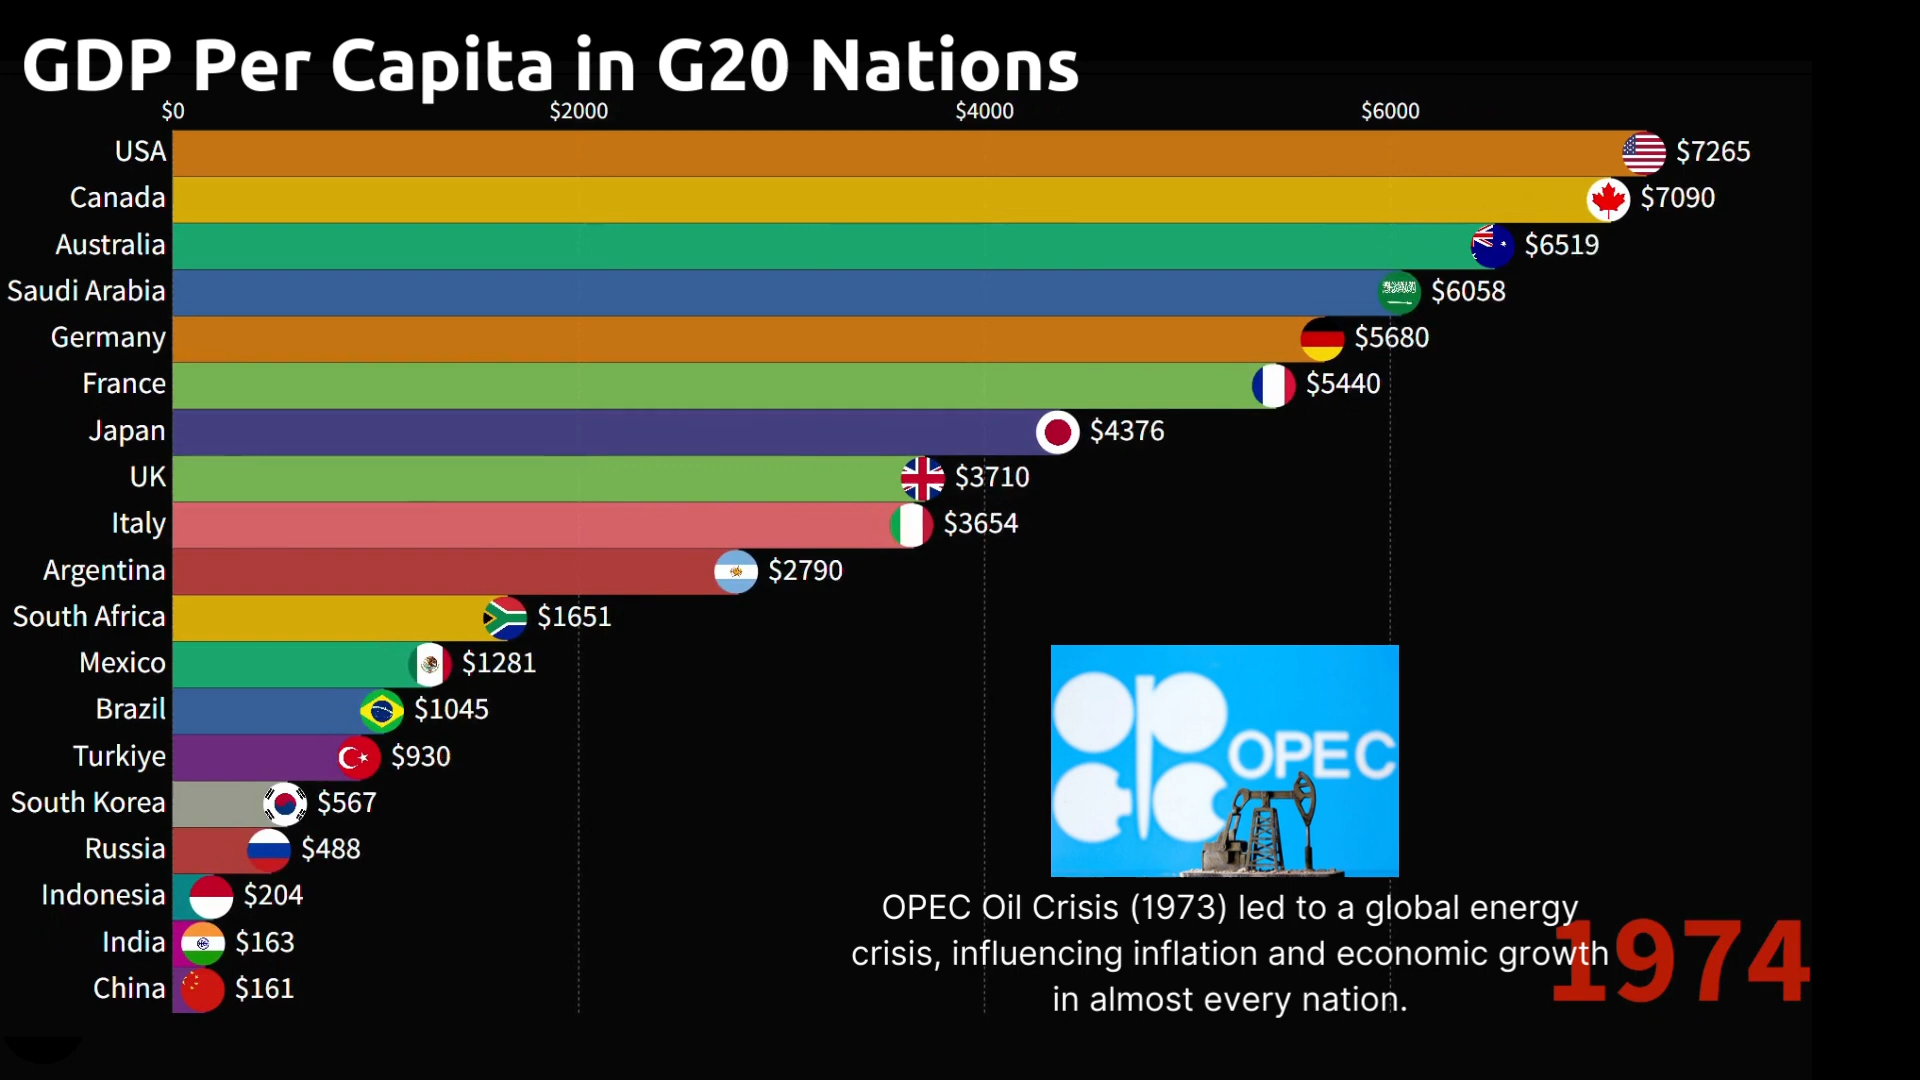 GDP Per Capita in G20 Nations
$0 $2000 $4000 $6000
USA $7265
Canada $7090
Australia $6519
Saudi Arabia $6058
Germany $5680
France $5440
Japan $4376
UK $3710
Italy $3654
Argentina $2790
South Africa $1651
Mexico $1281
Brazil $1045
Turkiye $930
South Korea $567
Russia $488
Indonesia $204
India $163
China $161
OPEC
OPEC Oil Crisis (1973) led to a global energy
crisis, influencing inflation and economic growth
in almost every nation.
1974